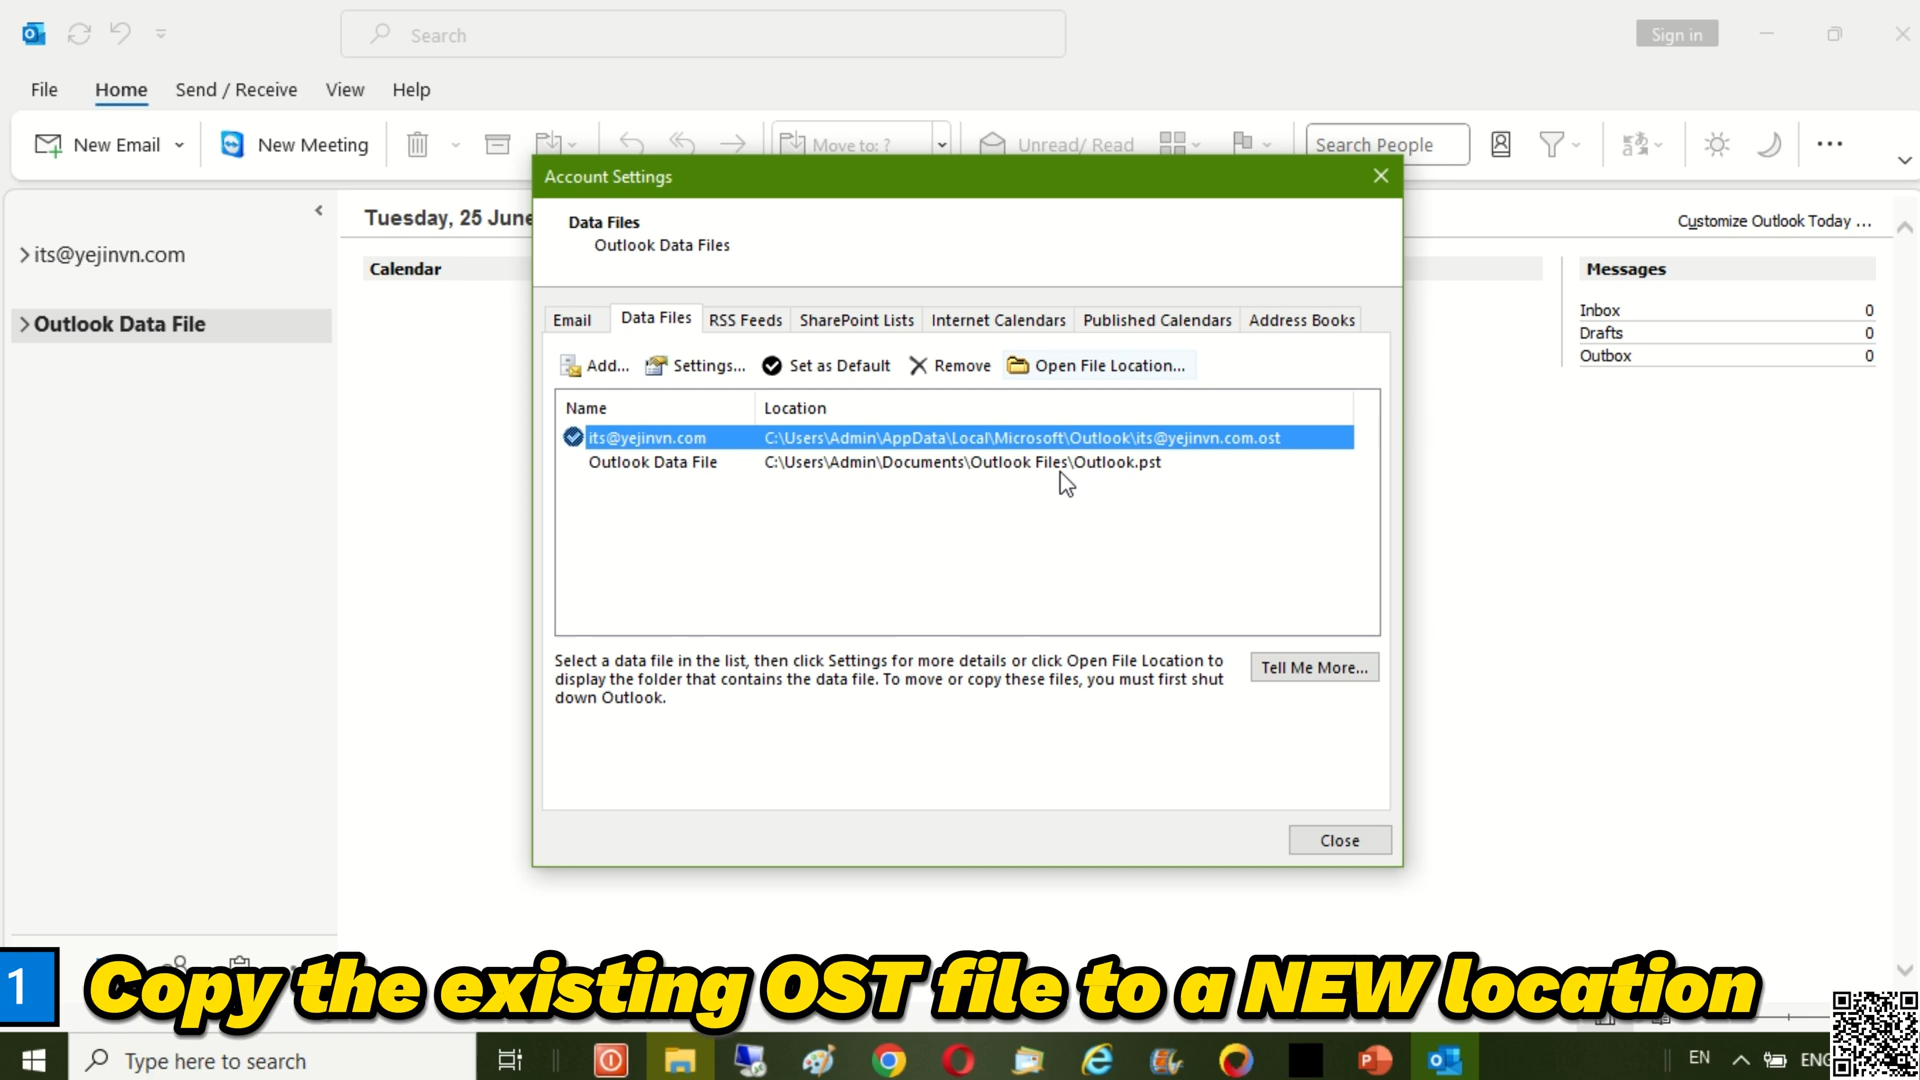 Search
Sign in
File
Home
Send / Receive
View
Help
New Email
New Meeting
Move to: ?
Unread/ Read
Search People
Account Settings
Data Files
Outlook Data Files
its@yejinvn.com
Outlook Data File
Tuesday, 25 June
Customize Outlook Today ...
Calendar
Messages
Inbox 0
Drafts 0
Outbox 0
Email
Data Files
RSS Feeds
SharePoint Lists
Internet Calendars
Published Calendars
Address Books
Add...
Settings...
Set as Default
Remove
Open File Location...
Name Location
its@yejinvn.com C:\Users\Admin\AppData\Local\Microsoft\Outlook\its@yejinvn.com.ost
Outlook Data File C:\Users\Admin\Documents\Outlook Files\Outlook.pst
Select a data file in the list, then click Settings for more details or click Open File Location to
display the folder that contains the data file. To move or copy these files, you must first shut
down Outlook.
Tell Me More...
Close
1 Copy the existing OST file to a NEW location
Type here to search
EN
ENG